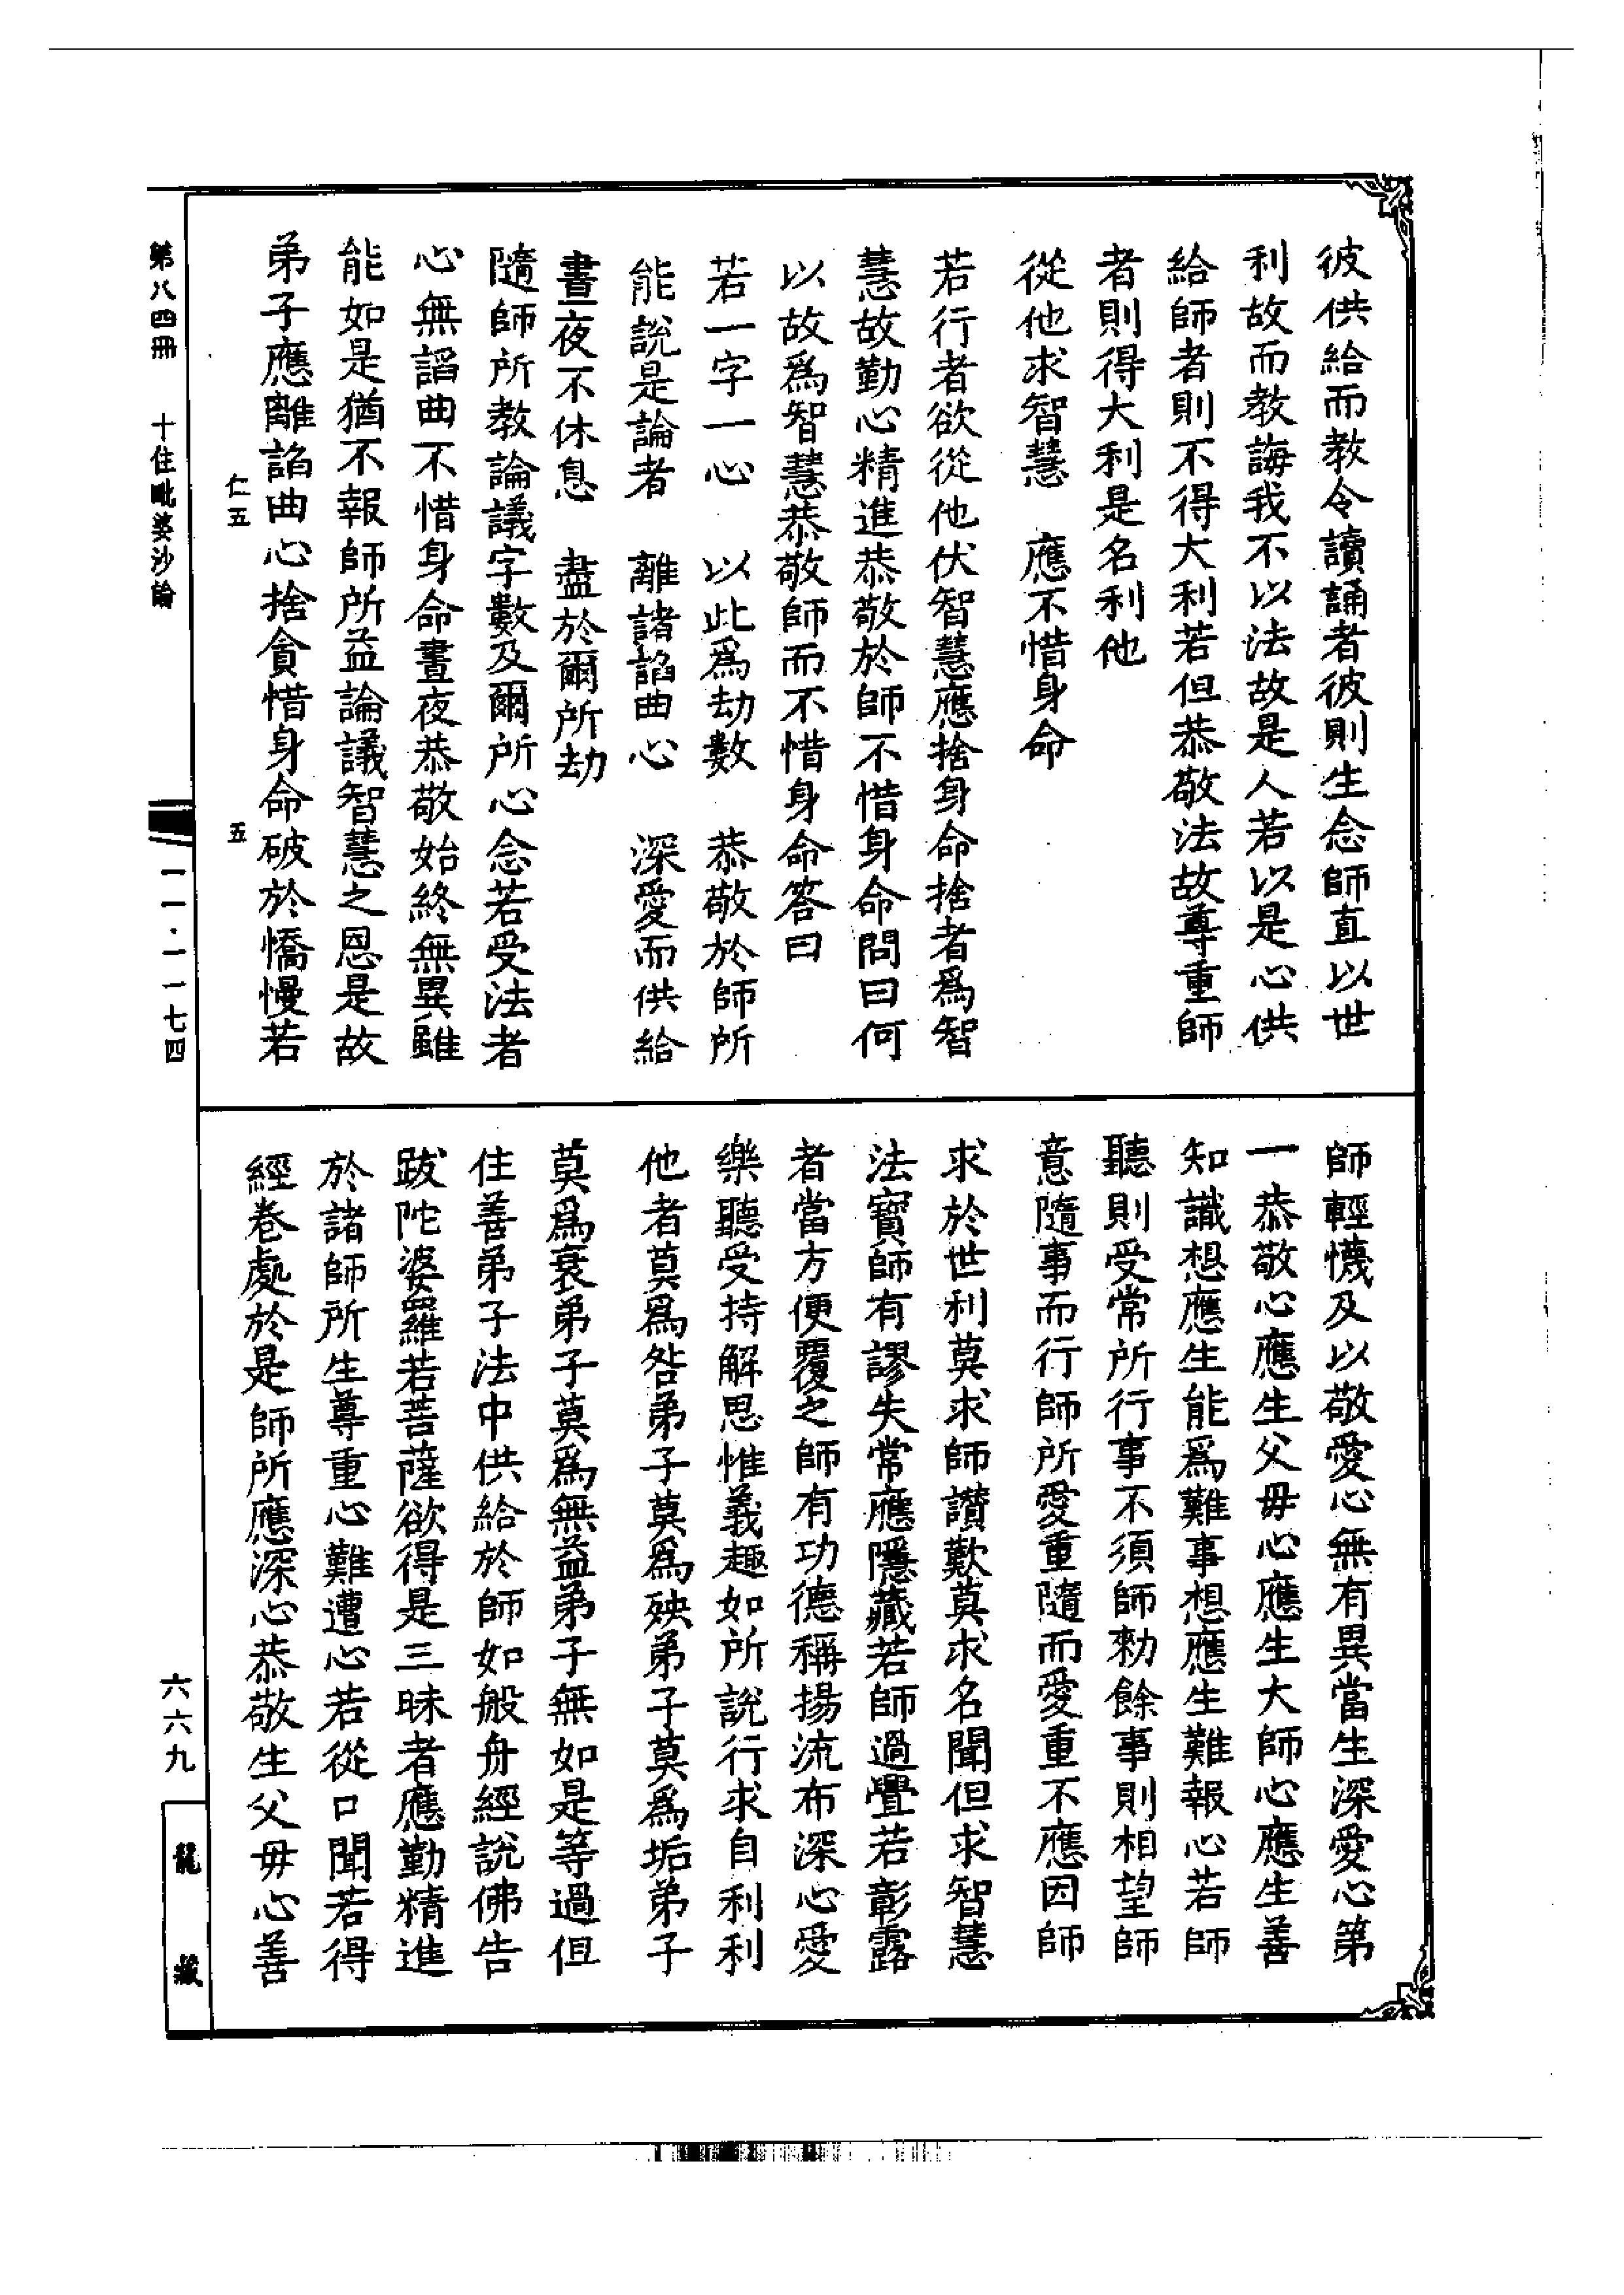 彼供給而教令讀誦者彼則生念師直以世
利故而教誨我不以法故是人若以是心供
給師者則不得大利若但恭敬法故尊重師
者則得大利是名利他
從他求智慧　應不惜身命
若行者欲從他伏智慧應捨身命捨者爲智
慧故勤心精進恭敬於師不惜身命問曰何
以故爲智慧恭敬師而不惜身命答曰
若一字一心　以此爲劫數　恭敬於師所
能說是論者　離諸諂曲心　深愛而供給
晝夜不休息　盡於爾所劫
隨師所教論議字數及爾所心念若受法者
心無諂曲不惜身命晝夜恭敬始終無異雖
能如是猶不報師所益論議智慧之恩是故
弟子應離諂曲心捨貪惜身命破於憍慢若
仁五　五
師輕懱及以敬愛心無有異當生深愛心第
一恭敬心應生父毋心應生大師心應生善
知識想應生能爲難事想應生難報心若師
聽則受常所行事不須師勑餘事則相望師
意隨事而行師所愛重隨而愛重不應因師
求於世利莫求師讃歎莫求名聞但求智慧
法寶師有謬失常應隱藏若師過舋若彰露
者當方便覆之師有功德稱揚流布深心愛
樂聽受持解思惟義趣如所說行求自利利
他者莫爲咎弟子莫爲殃弟子莫爲垢弟子
莫爲衰弟子莫爲無益弟子無如是等過但
住善弟子法中供給於師如般舟經說佛告
跋陀婆羅若菩薩欲得是三昧者應勤精進
於諸師所生尊重心難遭心若從口聞若得
經卷處於是師所應深心恭敬生父毋心善
第八四冊　十住毗婆沙論
一一·一一七四
六六九
龍藏